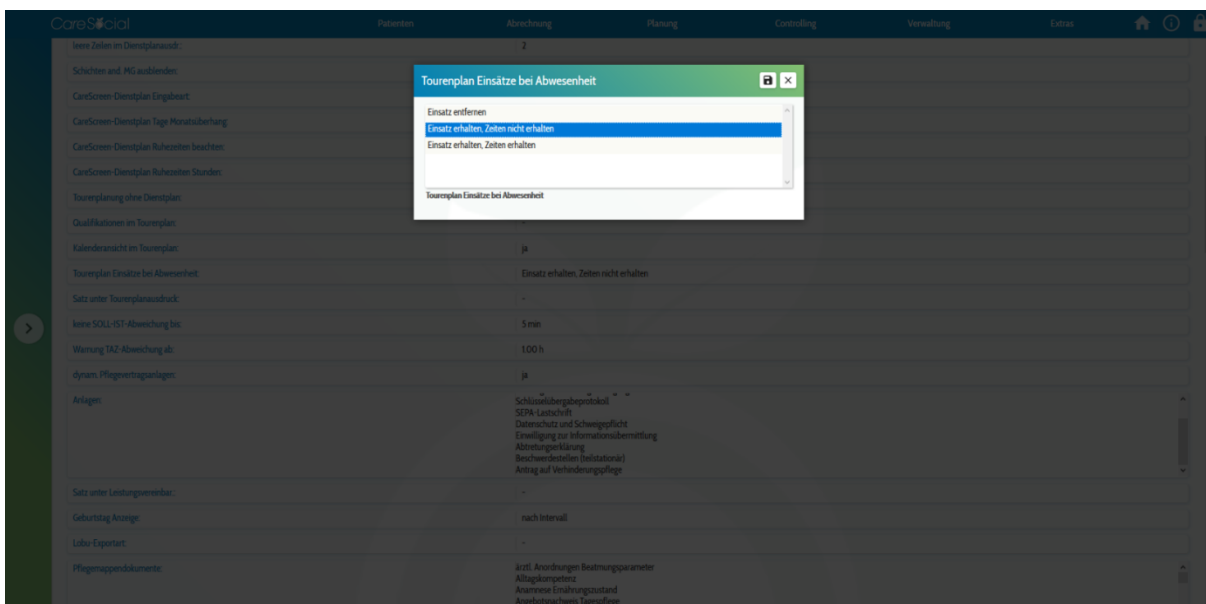 CareSocial Patienten Abrechnung Planung Controlling Verwaltung Extras
leere Zeilen im Dienstplanausdr.: 2
Schichten and. MG ausblenden:
CareScreen-Dienstplan Eingabeart:
CareScreen-Dienstplan Tage Monatsüberhang:
CareScreen-Dienstplan Ruhezeiten beachten:
CareScreen-Dienstplan Ruhezeiten Stunden:
Tourenplanung ohne Dienstplan:
Qualifikationen im Tourenplan: -
Tourenplan Einsätze bei Abwesenheit
Einsatz entfernen
Einsatz erhalten, Zeiten nicht erhalten
Einsatz erhalten, Zeiten erhalten
Tourenplan Einsätze bei Abwesenheit
Kalenderansicht im Tourenplan: ja
Tourenplan Einsätze bei Abwesenheit: Einsatz erhalten, Zeiten nicht erhalten
Satz unter Tourenplanausdruck: -
keine SOLL-IST-Abweichung bis: 5 min
Warnung TAZ-Abweichung ab: 1.00 h
dynam. Pflegevertragsanlagen: ja
Anlagen:
Schlüsselübergabeprotokoll
SEPA-Lastschrift
Datenschutz und Schweigepflicht
Einwilligung zur Informationsübermittlung
Abtretungserklärung
Beschwerdestellen (teilstationär)
Antrag auf Verhinderungspflege
Satz unter Leistungsvereinbar.: -
Geburtstag Anzeige: nach Intervall
Lobu-Exportart: -
Pflegemappendokumente: ärztl. Anordnungen Beatmungsparameter
Alltagskompetenz
Anamnese Ernährungszustand
Angebotsnachweis Tagespflege